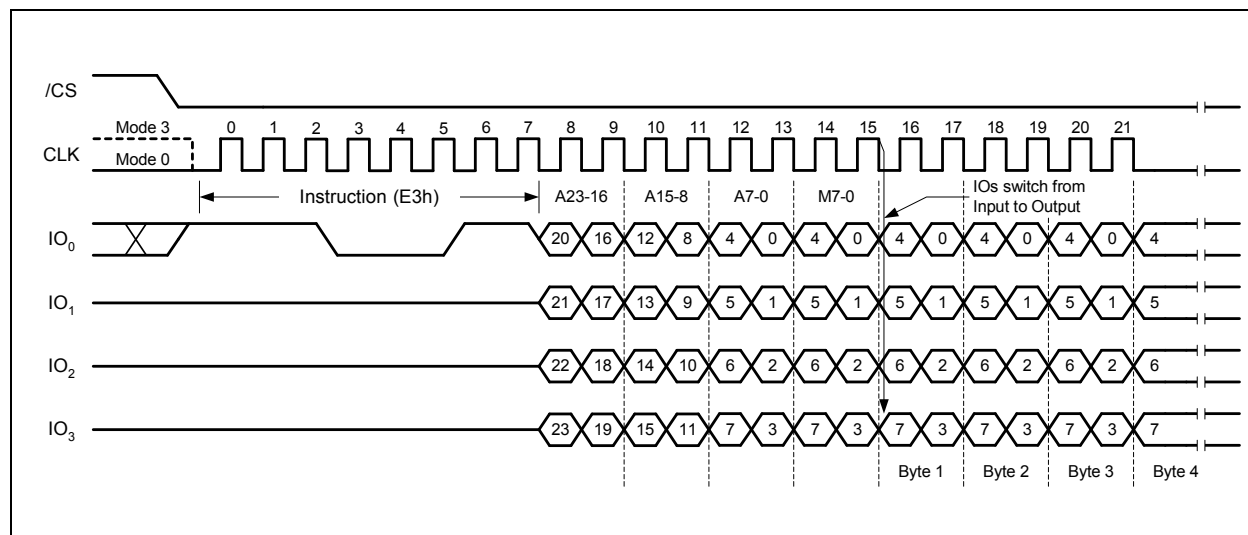 /CS
Mode 3 0 1 2 3 4 5 6 7 8 9 10 11 12 13 14 15 16 17 18 19 20 21
CLK
Mode 0
Instruction (E3h) A23-16 A15-8 A7-0 M7-0 IOs switch from
Input to Output
IO0 20 16 12 8 4 0 4 0 4 0 4 0 4 0 4
IO1 21 17 13 9 5 1 5 1 5 1 5 1 5 1 5
IO2 22 18 14 10 6 2 6 2 6 2 6 2 6 2 6
IO3 23 19 15 11 7 3 7 3 7 3 7 3 7 3 7
Byte 1 Byte 2 Byte 3 Byte 4